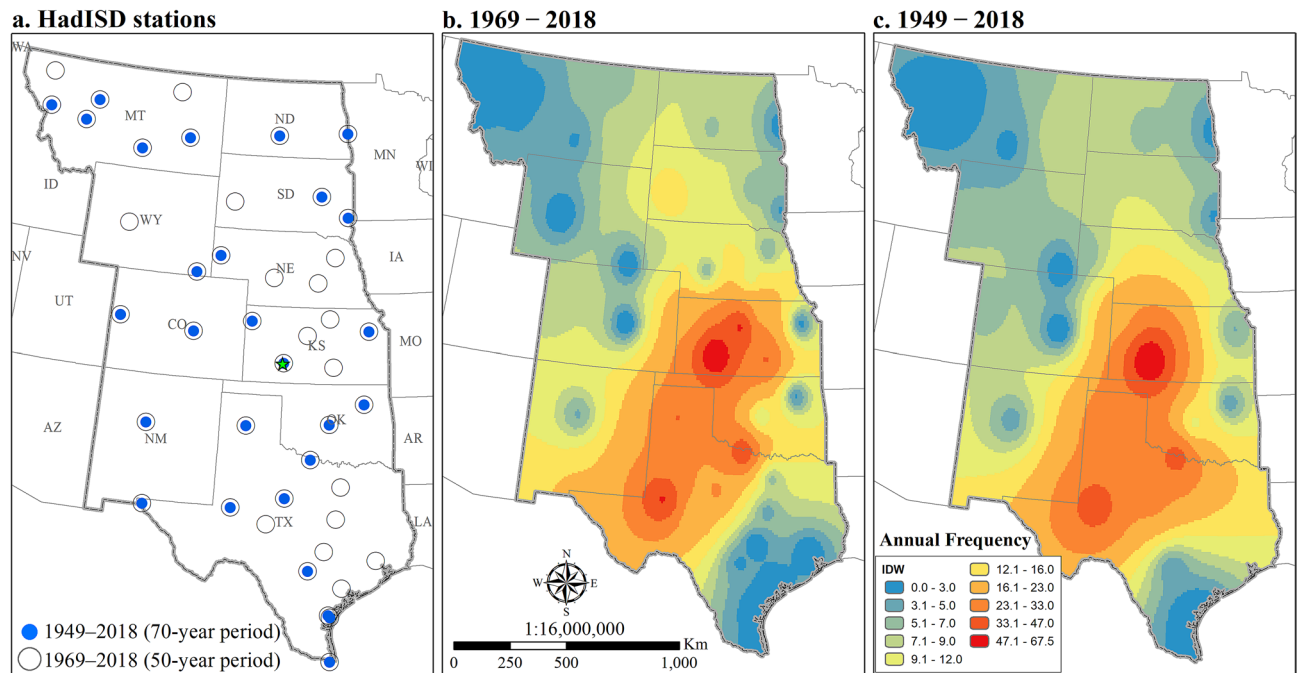 a. HadISD stations
b. 1969 − 2018
c. 1949 − 2018
WA
MT
ND
MN
WI
ID
SD
WY
NV
NE
IA
UT
CO
KS
MO
AZ
NM
OK
AR
TX
LA
1949–2018 (70-year period)
1969–2018 (50-year period)
N
W
E
S
1:16,000,000
Km
0 250 500 1,000
Annual Frequency
IDW
0.0 - 3.0
3.1 - 5.0
5.1 - 7.0
7.1 - 9.0
9.1 - 12.0
12.1 - 16.0
16.1 - 23.0
23.1 - 33.0
33.1 - 47.0
47.1 - 67.5